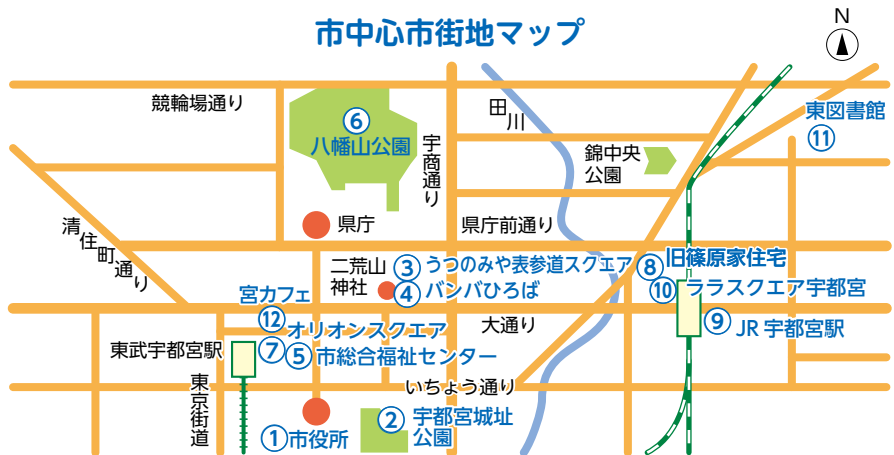 市中心市街地マップ
N
競輪場通り
⑥
八幡山公園
宇商通り
田川
錦中央
公園
東図書館
⑪
清住町通り
県庁
県庁前通り
二荒山
神社
③うつのみや表参道スクエア
④バンバひろば
⑧旧篠原家住宅
⑩ララスクエア宇都宮
⑨JR宇都宮駅
宮カフェ
⑫
オリオンスクエア
⑦
⑤市総合福祉センター
大通り
東武宇都宮駅
東京街道
いちょう通り
①市役所
②宇都宮城址
公園